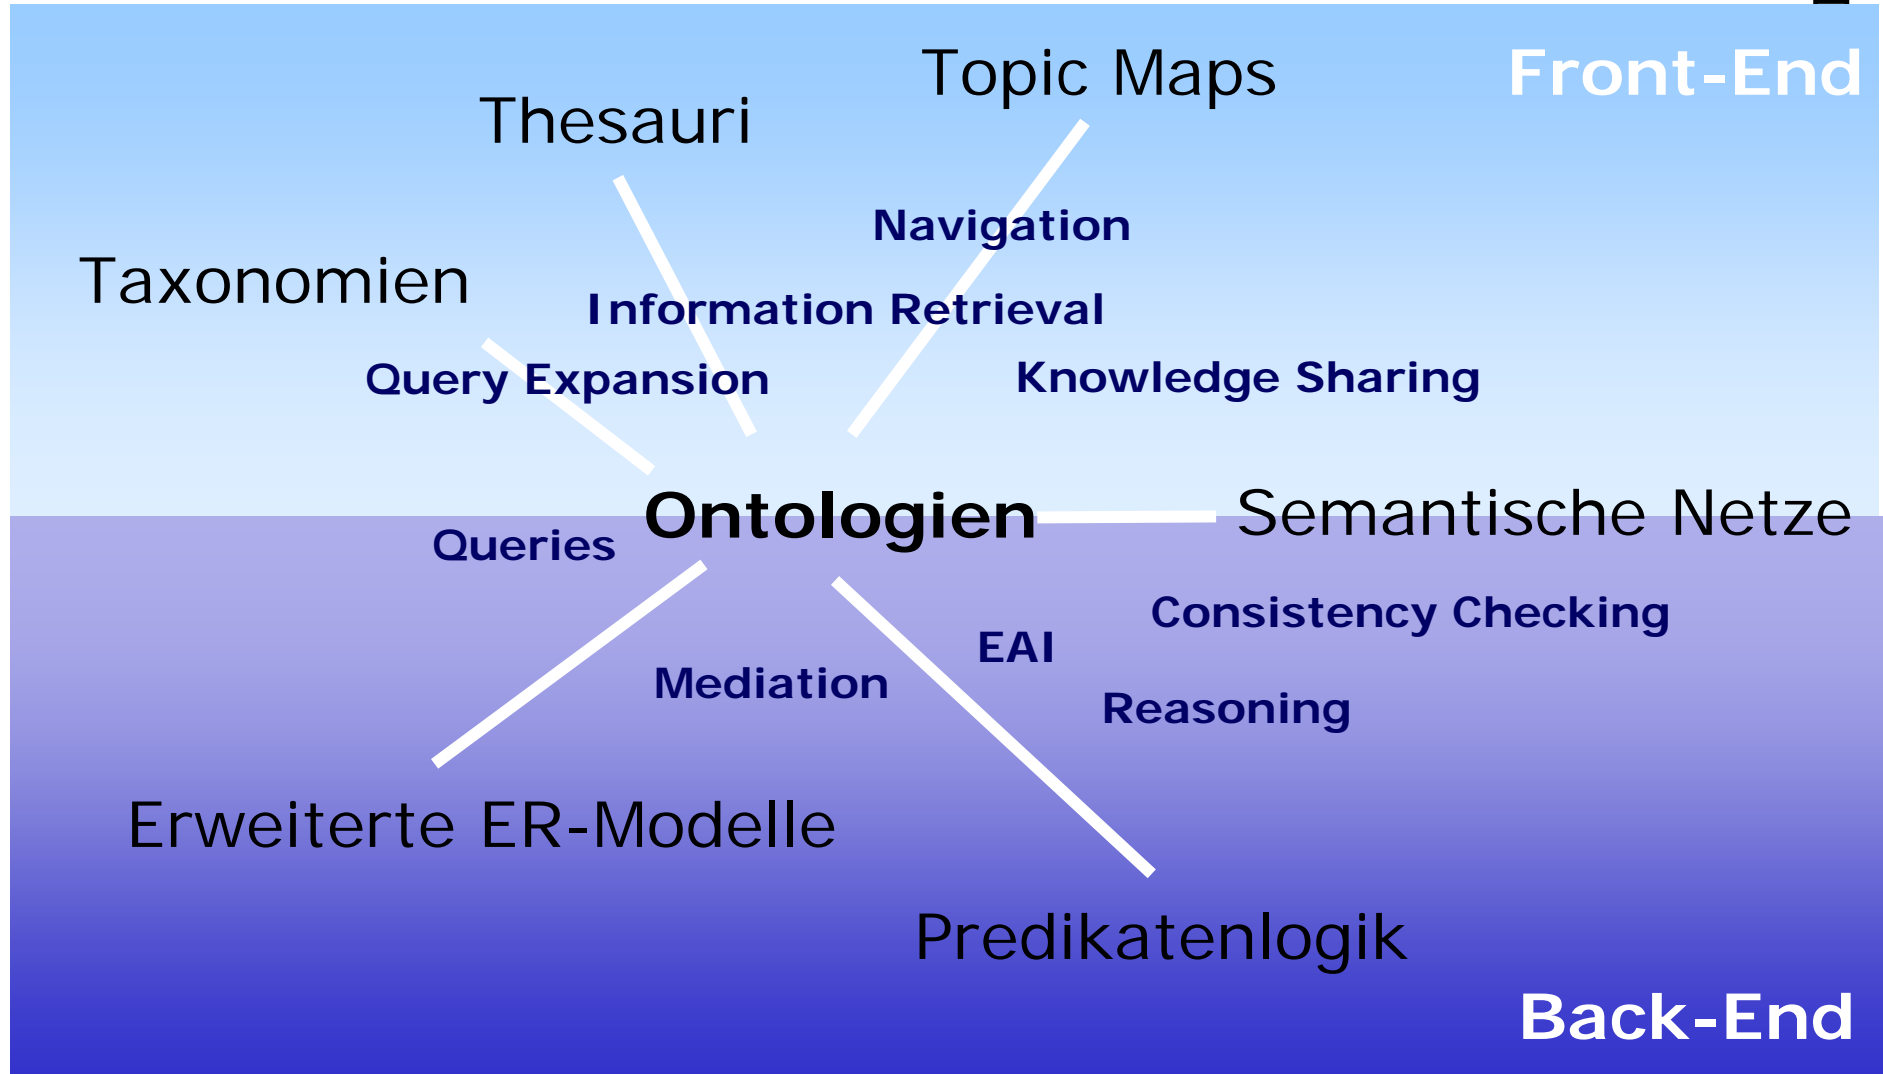 Topic Maps
Front-End
Thesauri
Navigation
Taxonomien
Information Retrieval
Query Expansion
Knowledge Sharing
Ontologien
Semantische Netze
Queries
Consistency Checking
EAI
Mediation
Reasoning
Erweiterte ER-Modelle
Predikatenlogik
Back-End